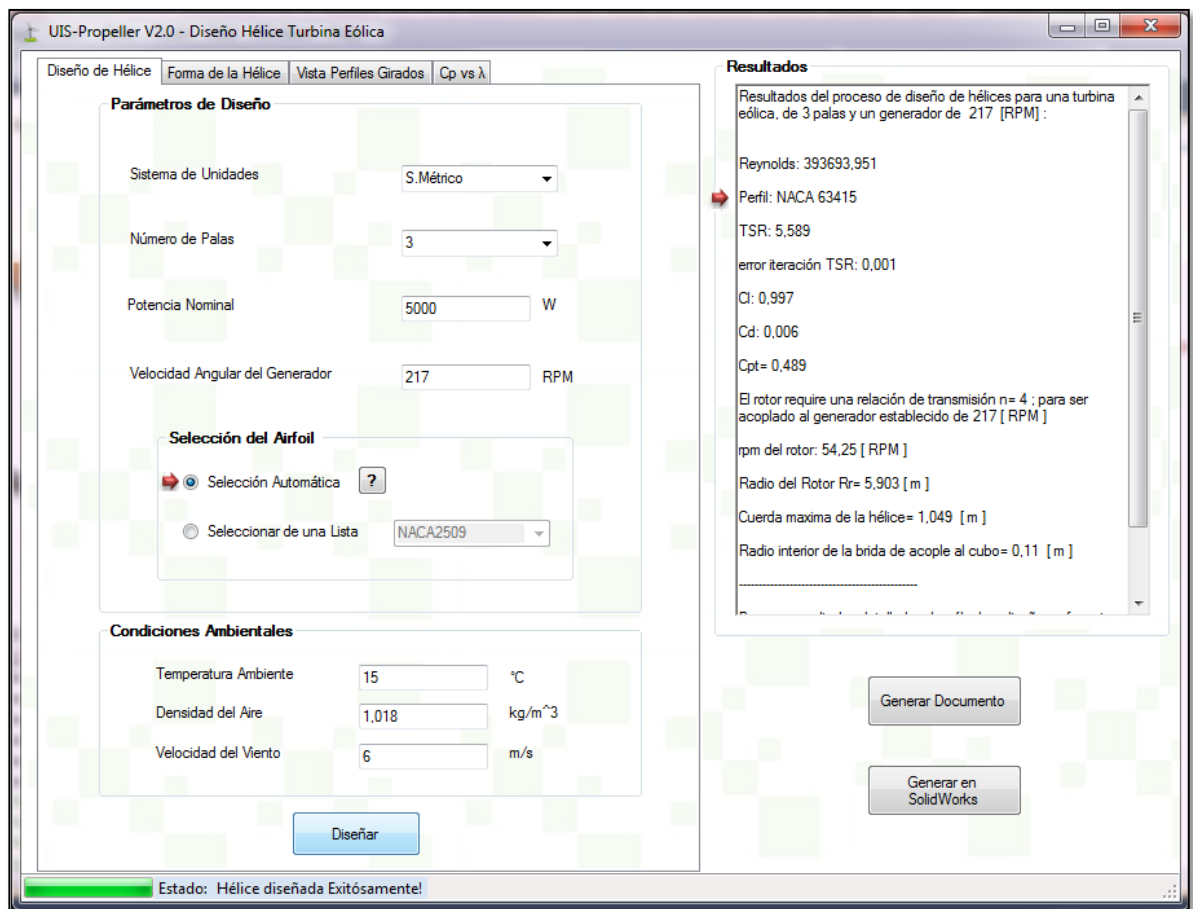 UIS-Propeller V2.0 - Diseño Hélice Turbina Eólica
Diseño de Hélice Forma de la Hélice Vista Perfiles Girados Cp vs λ
Parámetros de Diseño
Sistema de Unidades S.Métrico
Número de Palas 3
Potencia Nominal 5000 W
Velocidad Angular del Generador 217 RPM
Selección del Airfoil
Selección Automática ?
Seleccionar de una Lista NACA2509
Condiciones Ambientales
Temperatura Ambiente 15 °C
Densidad del Aire 1,018 kg/m^3
Velocidad del Viento 6 m/s
Diseñar
Resultados
Resultados del proceso de diseño de hélices para una turbina
eólica, de 3 palas y un generador de 217 [RPM] :
Reynolds: 393693,951
Perfil: NACA 63415
TSR: 5,589
error iteración TSR: 0,001
Cl: 0,997
Cd: 0,006
Cpt= 0,489
El rotor require una relación de transmisión n= 4 ; para ser
acoplado al generador establecido de 217 [ RPM ]
rpm del rotor: 54,25 [ RPM ]
Radio del Rotor Rr= 5,903 [ m ]
Cuerda maxima de la hélice= 1,049 [ m ]
Radio interior de la brida de acople al cubo= 0,11 [ m ]
----------------------------------------------
Generar Documento
Generar en
SolidWorks
Estado: Hélice diseñada Exitósamente!